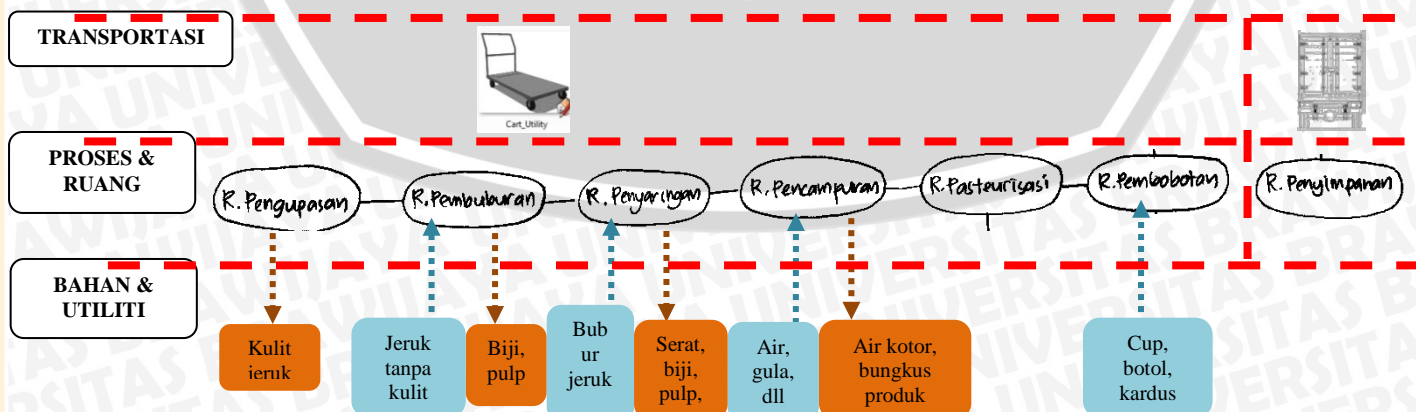 TRANSPORTASI
Cart_Utility
PROSES &
RUANG
R. Pengupasan
R. Pembuburan
R. Penyaringan
R. Pencampuran
R. Pasteurisasi
R. Pembobotan
R. Penyimpanan
BAHAN &
UTILITI
Kulit
jeruk
Jeruk
tanpa
kulit
Biji,
pulp
Bub
ur
jeruk
Serat,
biji,
pulp,
Air,
gula,
dll
Air kotor,
bungkus
produk
Cup,
botol,
kardus